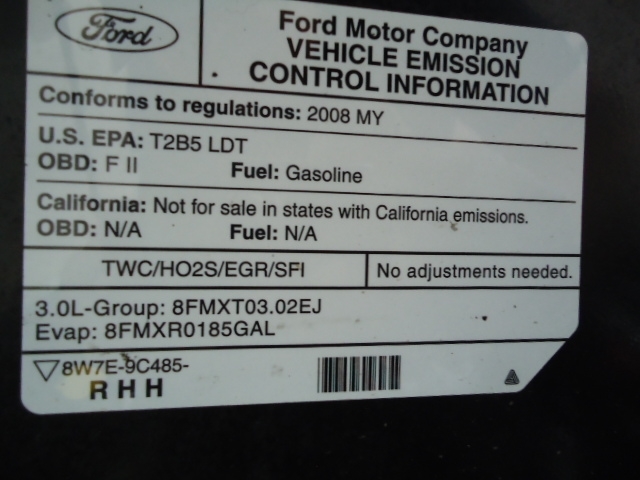 Ford
Ford Motor Company
VEHICLE EMISSION
CONTROL INFORMATION
Conforms to regulations: 2008 MY
U.S. EPA: T2B5 LDT
OBD: F II Fuel: Gasoline
California: Not for sale in states with California emissions.
OBD: N/A Fuel: N/A
TWC/HO2S/EGR/SFI No adjustments needed.
3.0L-Group: 8FMXT03.02EJ
Evap: 8FMXR0185GAL
8W7E-9C485-
R H H